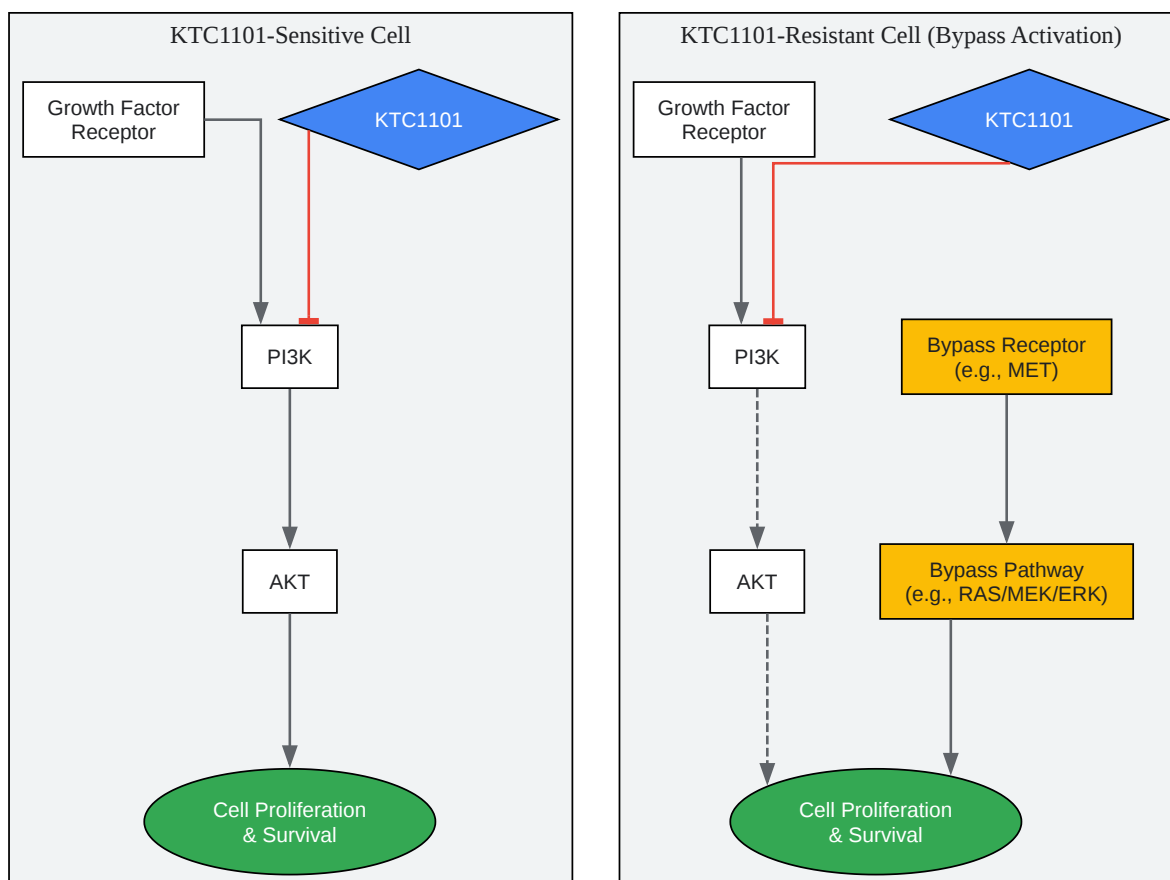 KTC1101-Sensitive Cell
Growth Factor
Receptor
KTC1101
PI3K
AKT
Cell Proliferation
& Survival
KTC1101-Resistant Cell (Bypass Activation)
Growth Factor
Receptor
KTC1101
PI3K
Bypass Receptor
(e.g., MET)
AKT
Bypass Pathway
(e.g., RAS/MEK/ERK)
Cell Proliferation
& Survival